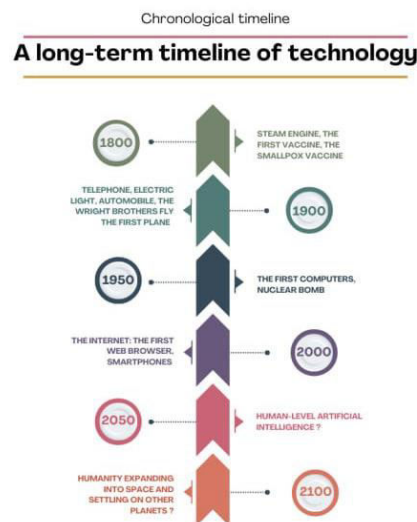 Chronological timeline
A long-term timeline of technology
1800
STEAM ENGINE, THE
FIRST VACCINE, THE
SMALLPOX VACCINE
TELEPHONE, ELECTRIC
LIGHT, AUTOMOBILE, THE
WRIGHT BROTHERS FLY
THE FIRST PLANE
1900
1950
THE FIRST COMPUTERS,
NUCLEAR BOMB
THE INTERNET: THE FIRST
WEB BROWSER,
SMARTPHONES
2000
2050
HUMAN-LEVEL ARTIFICIAL
INTELLIGENCE ?
HUMANITY EXPANDING
INTO SPACE AND
SETTLING ON OTHER
PLANETS ?
2100